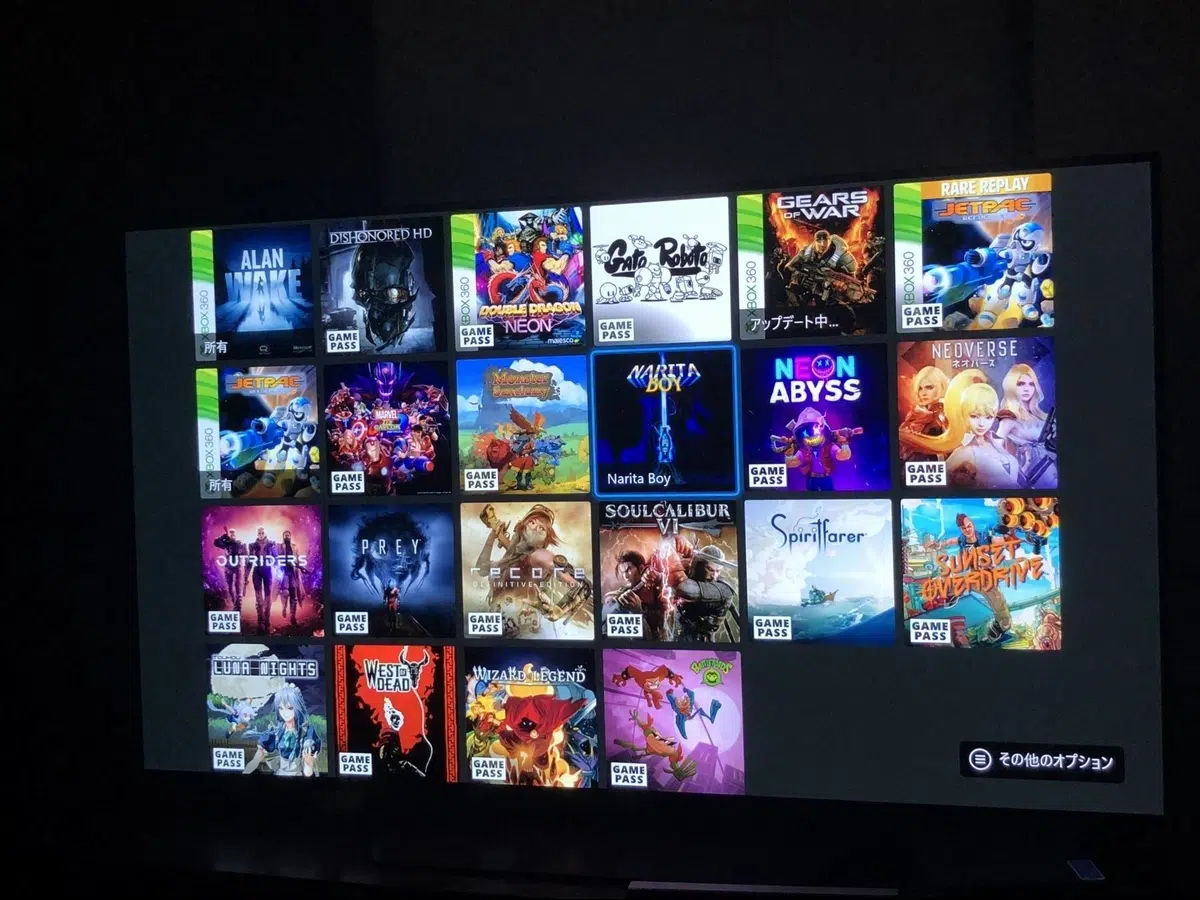 ALAN
WAKE
XBOX 360
所有
DISHONORED HD
GAME
PASS
XBOX 360
DOUBLE DRAGON
NEON
GAME
PASS
majesco
Gato Roboto
GAME
PASS
XBOX 360
GEARS
OF WAR
アップデート中...
RARE REPLAY
XBOX 360
JETPAC
REFUELLED
GAME
PASS
XBOX 360
JETPAC
所有
MARVEL
CAPCOM
GAME
PASS
Monster
Sanctuary
GAME
PASS
NARITA
BOY
Narita Boy
NEON
ABYSS
GAME
PASS
NEOVERSE
ネオバース
GAME
PASS
OUTRIDERS
GAME
PASS
PREY
GAME
PASS
RECORE
DEFINITIVE EDITION
GAME
PASS
SOULCALIBUR
VI
GAME
PASS
Spiritfarer
GAME
PASS
SUNSET
OVERDRIVE
GAME
PASS
TOUHOU
LUNA NIGHTS
GAME
PASS
WEST OF
DEAD
GAME
PASS
WIZARD OF LEGEND
GAME
PASS
BATTLETOADS
GAME
PASS
その他のオプション